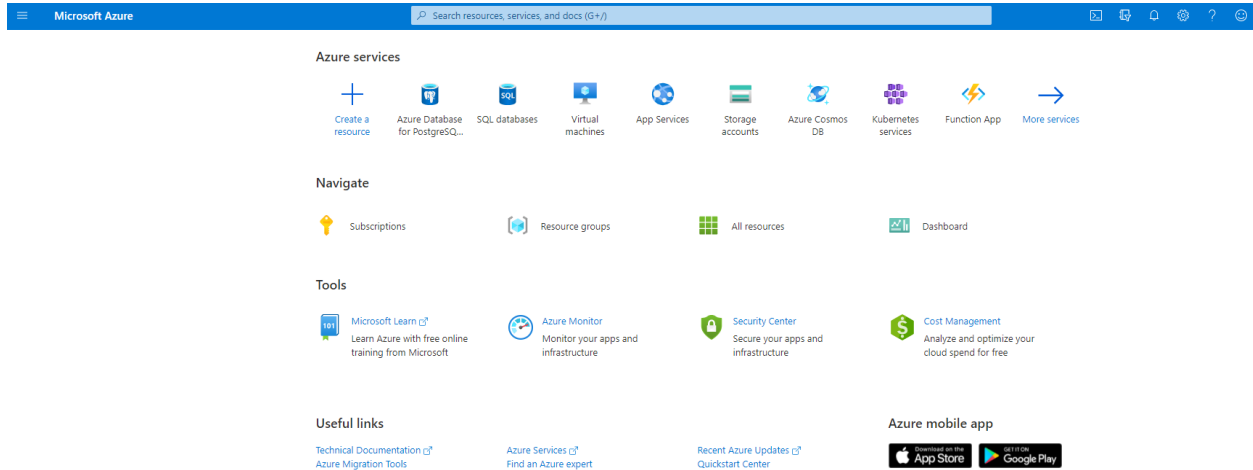 Microsoft Azure
Search resources, services, and docs (G+/)
Azure services
Create a
resource
Azure Database
for PostgreSQ...
SQL
SQL databases
Virtual
machines
App Services
Storage
accounts
Azure Cosmos
DB
Kubernetes
services
Function App
More services
Navigate
Subscriptions
Resource groups
All resources
Dashboard
Tools
101
Microsoft Learn
Learn Azure with free online
training from Microsoft
Azure Monitor
Monitor your apps and
infrastructure
Security Center
Secure your apps and
infrastructure
$
Cost Management
Analyze and optimize your
cloud spend for free
Useful links
Technical Documentation
Azure Migration Tools
Azure Services
Find an Azure expert
Recent Azure Updates
Quickstart Center
Azure mobile app
Download on the
App Store
GET IT ON
Google Play